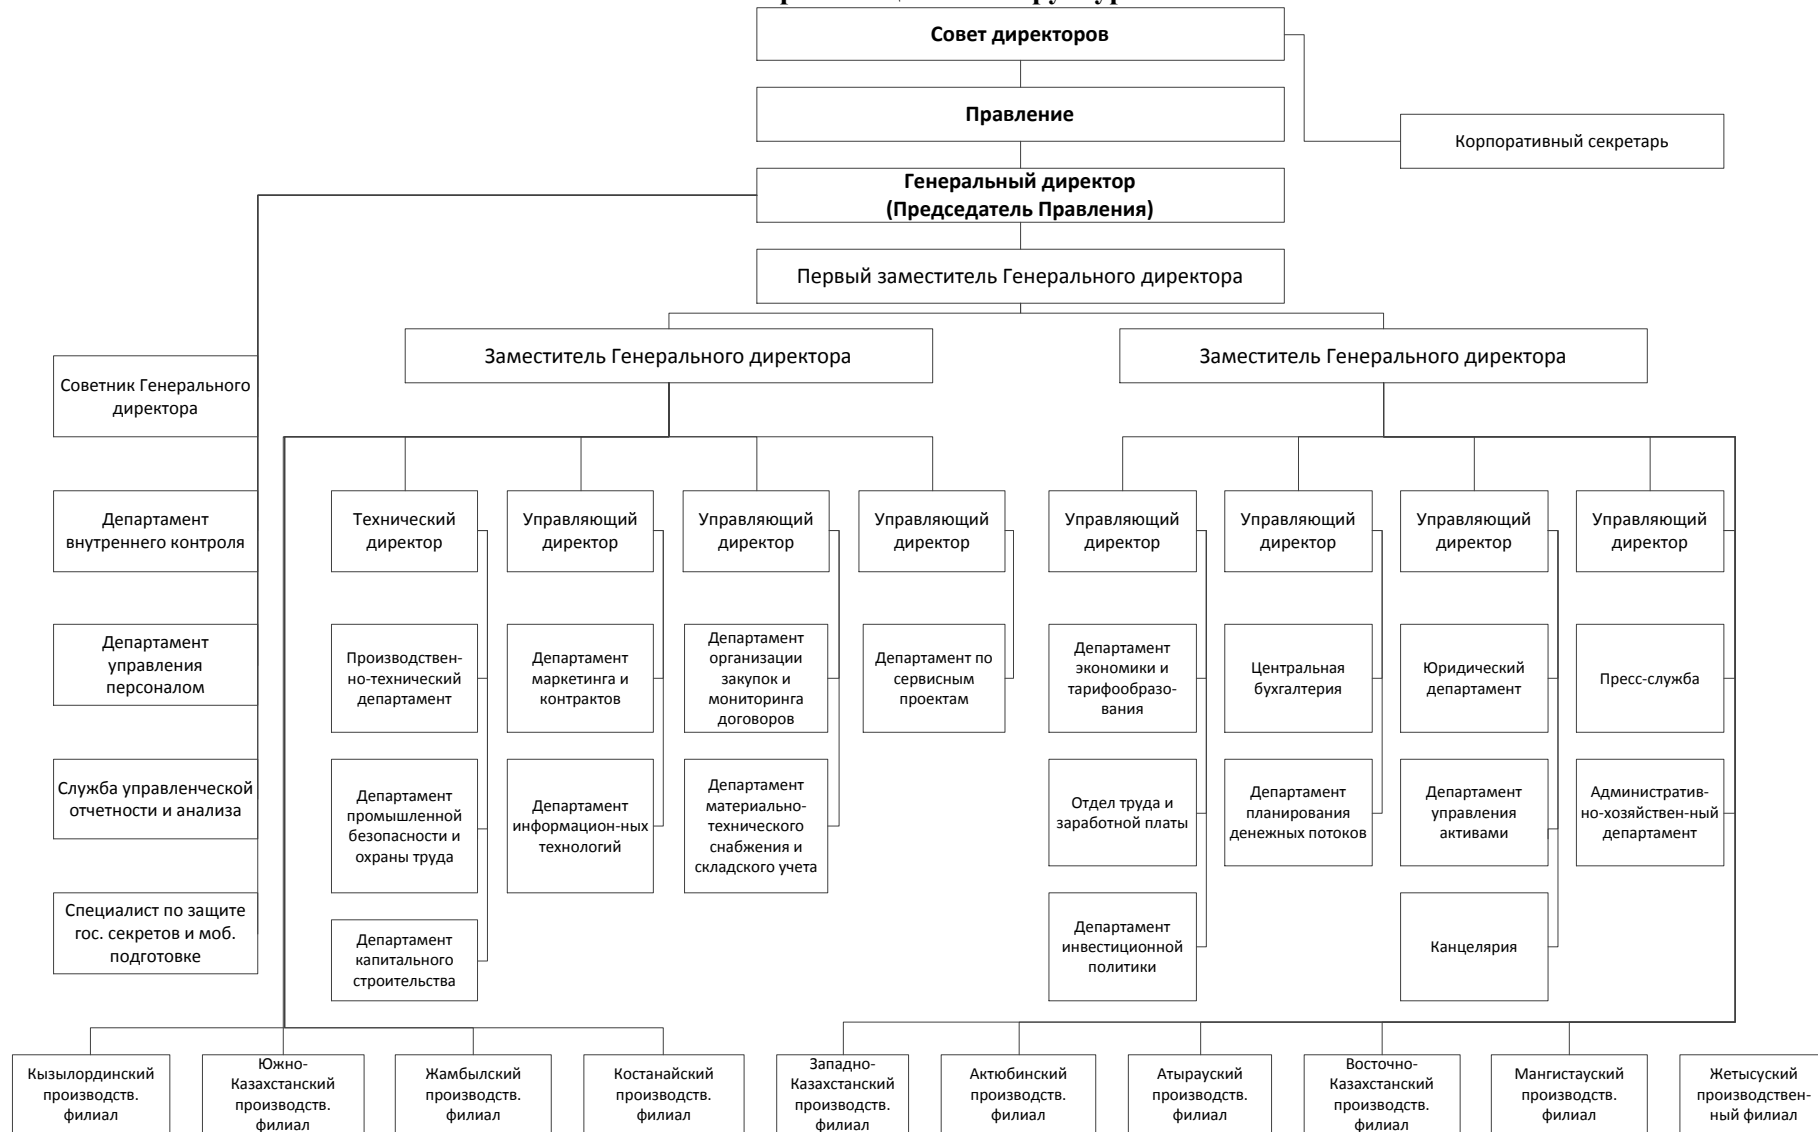 Совет директоров
Правление
Корпоративный секретарь
Генеральный директор
(Председатель Правления)
Первый заместитель Генерального директора
Заместитель Генерального директора
Заместитель Генерального директора
Советник Генерального
директора
Департамент
внутреннего контроля
Департамент
управления
персоналом
Служба управленческой
отчетности и анализа
Специалист по защите
гос. секретов и моб.
подготовке
Технический
директор
Производствен-
но-технический
департамент
Департамент
промышленной
безопасности и
охраны труда
Департамент
капитального
строительства
Управляющий
директор
Департамент
маркетинга и
контрактов
Департамент
информацион-ных
технологий
Управляющий
директор
Департамент
организации
закупок и
мониторинга
договоров
Департамент
материально-
технического
снабжения и
складского учета
Управляющий
директор
Департамент по
сервисным
проектам
Управляющий
директор
Департамент
экономики и
тарифообразо-
вания
Отдел труда и
заработной платы
Департамент
инвестиционной
политики
Управляющий
директор
Центральная
бухгалтерия
Департамент
планирования
денежных потоков
Управляющий
директор
Юридический
департамент
Департамент
управления
активами
Канцелярия
Управляющий
директор
Пресс-служба
Административ-
но-хозяйствен-ный
департамент
Кызылординский
производств.
филиал
Южно-
Казахстанский
производств.
филиал
Жамбылский
производств.
филиал
Костанайский
производств.
филиал
Западно-
Казахстанский
производств.
филиал
Актюбинский
производств.
филиал
Атырауский
производств.
филиал
Восточно-
Казахстанский
производств.
филиал
Мангистауский
производств.
филиал
Жетысуский
производствен-
ный филиал